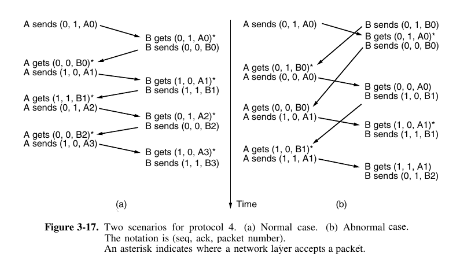 A sends (0, 1, A0)
B gets (0, 1, A0)*
B sends (0, 0, B0)
A gets (0, 0, B0)*
A sends (1, 0, A1)
B gets (1, 0, A1)*
B sends (1, 1, B1)
A gets (1, 1, B1)*
A sends (0, 1, A2)
B gets (0, 1, A2)*
B sends (0, 0, B2)
A gets (0, 0, B2)*
A sends (1, 0, A3)
B gets (1, 0, A3)*
B sends (1, 1, B3)
(a)
Time
A sends (0, 1, A0)
B sends (0, 1, B0)
B gets (0, 1, A0)*
B sends (0, 0, B0)
A gets (0, 1, B0)*
A sends (0, 0, A0)
B gets (0, 0, A0)
B sends (1, 0, B1)
A gets (0, 0, B0)
A sends (1, 0, A1)
B gets (1, 0, A1)*
B sends (1, 1, B1)
A gets (1, 0, B1)*
A sends (1, 1, A1)
B gets (1, 1, A1)
B sends (0, 1, B2)
(b)
Figure 3-17. Two scenarios for protocol 4. (a) Normal case. (b) Abnormal case.
The notation is (seq, ack, packet number).
An asterisk indicates where a network layer accepts a packet.